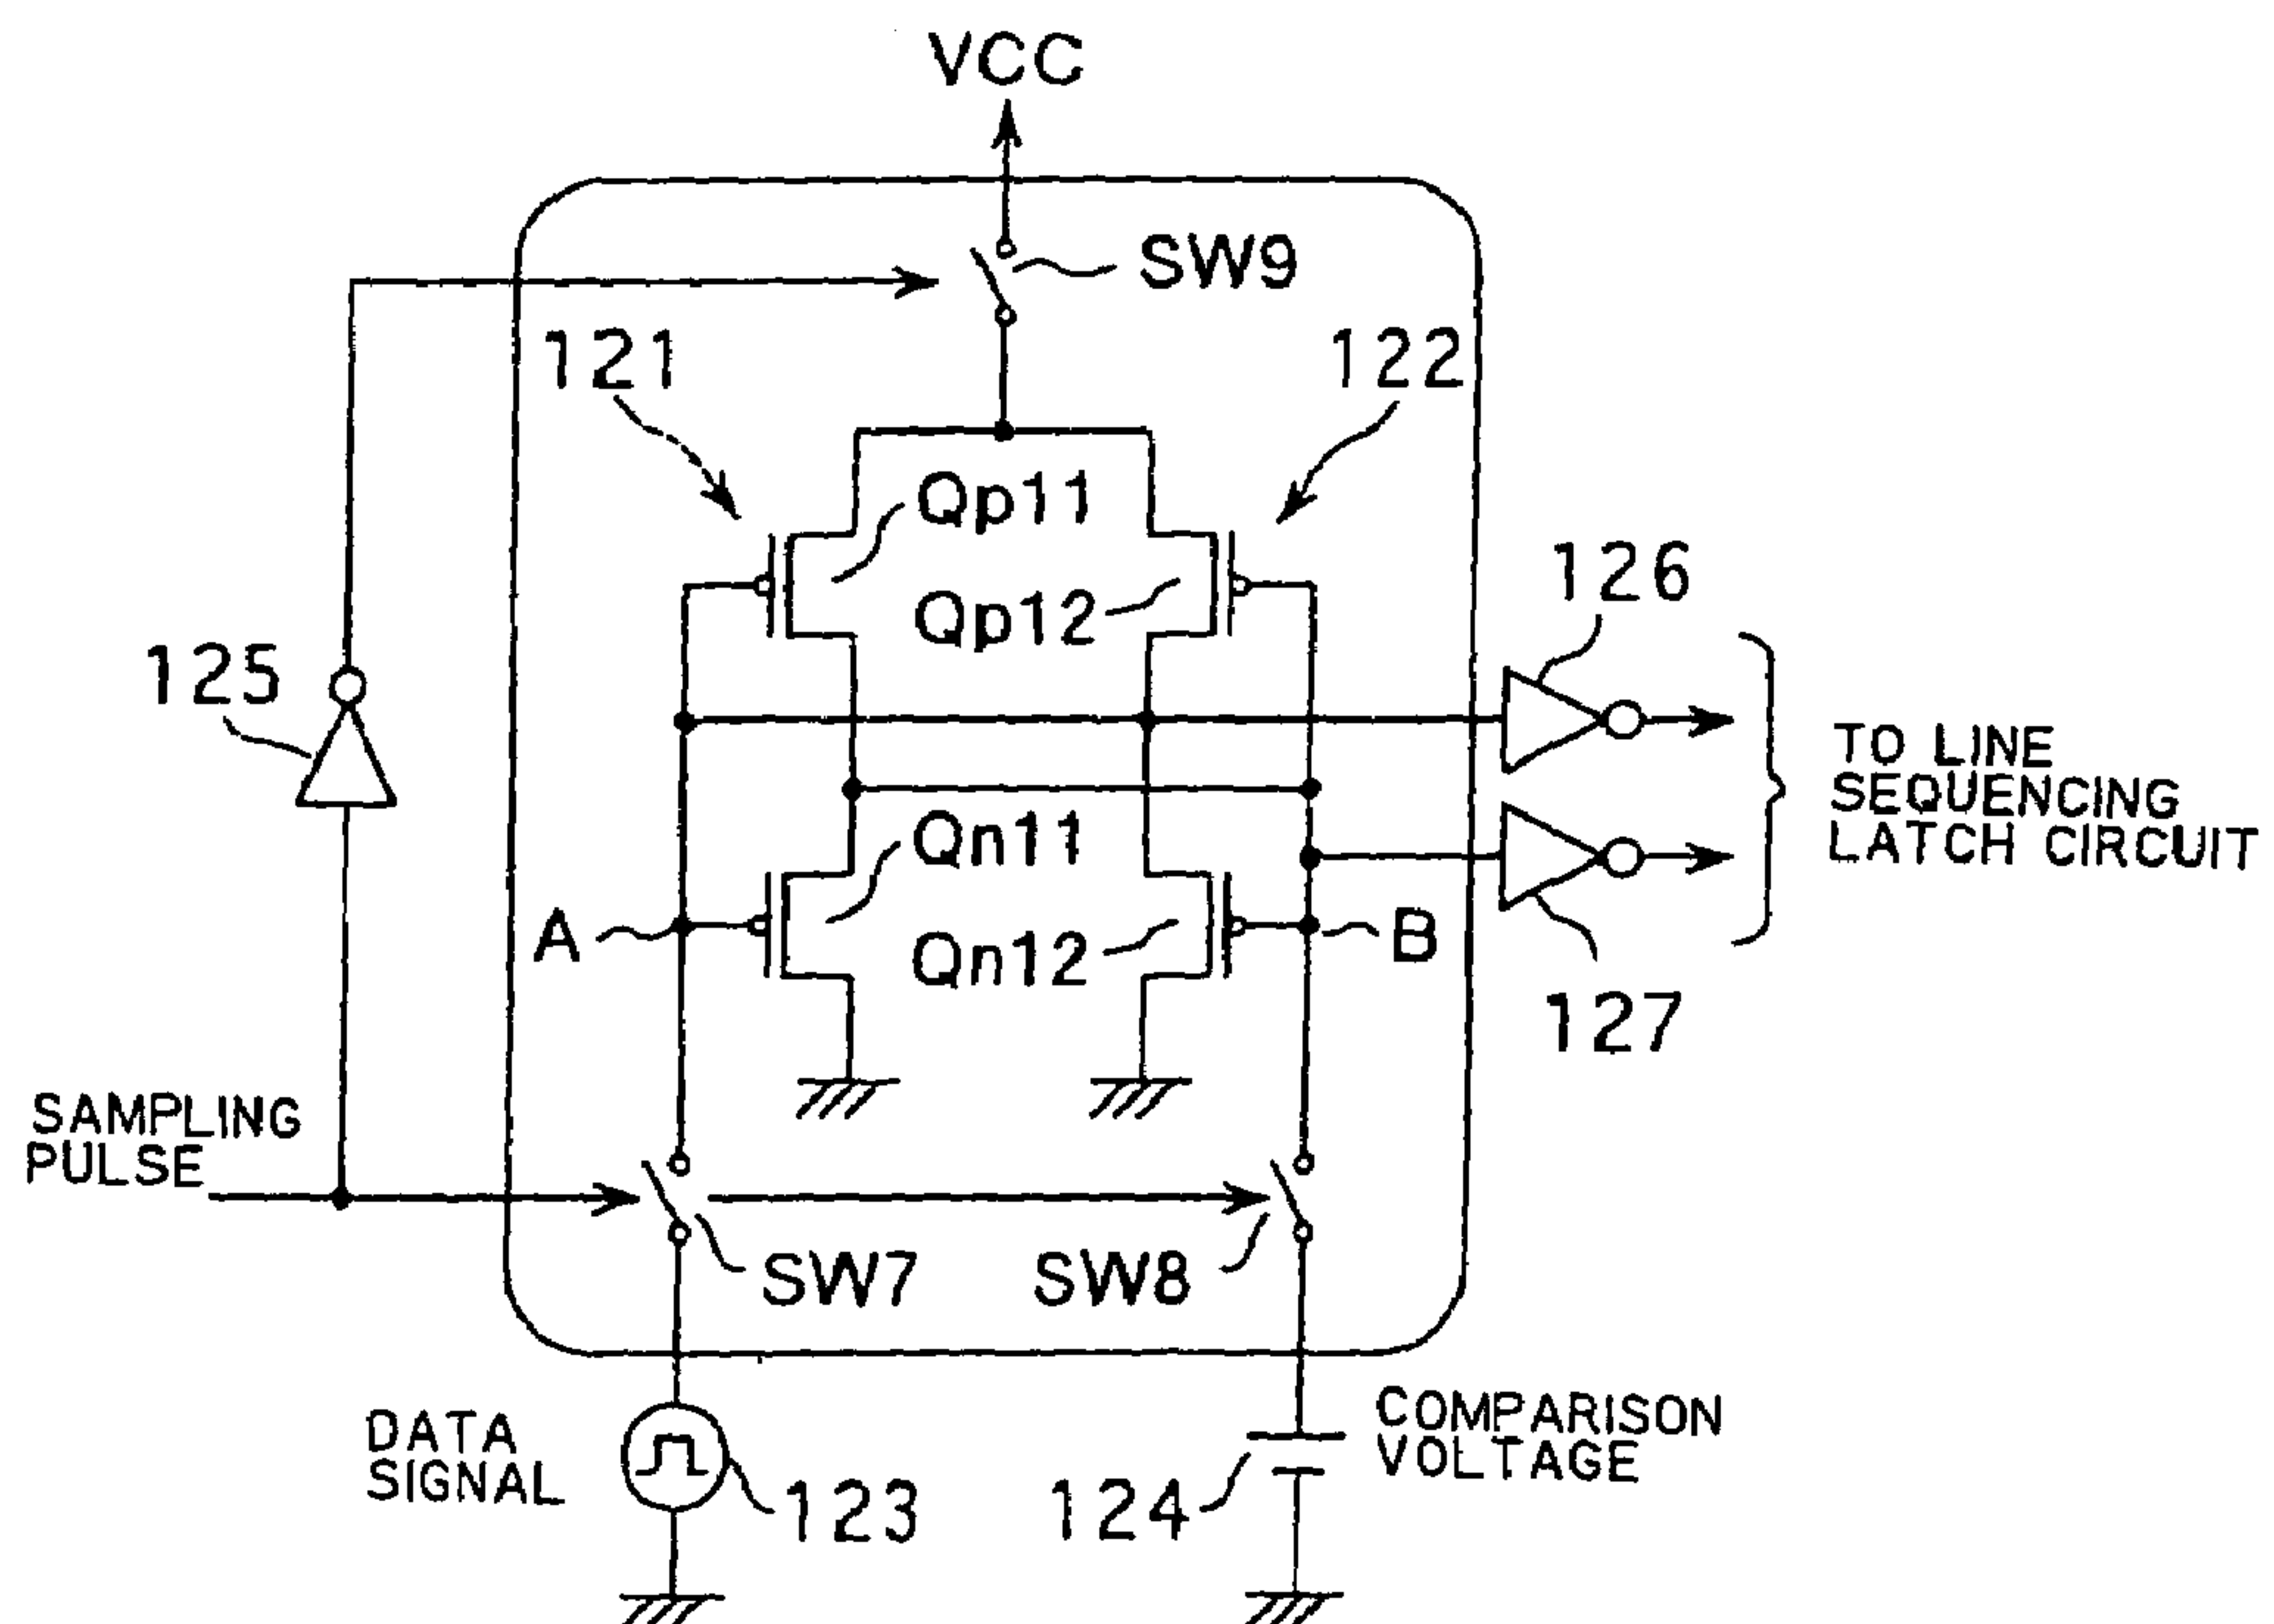 VCC
SW9
121
122
Qp11
Qp12
126
125
TO LINE
SEQUENCING
LATCH CIRCUIT
Qn11
A
Qn12
B
127
SAMPLING
PULSE
SW7
SW8
DATA
SIGNAL
123
124
COMPARISON
VOLTAGE